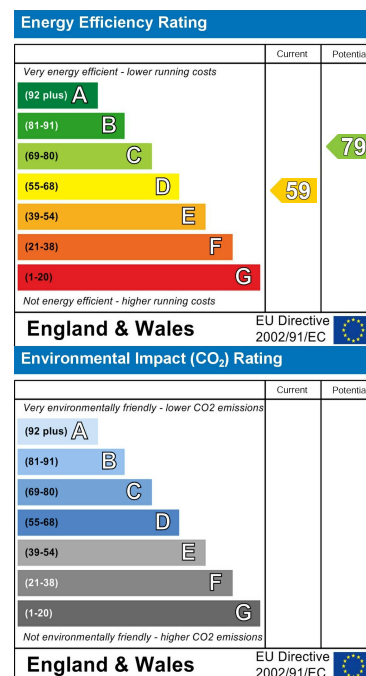 Energy Efficiency Rating
Current Potentia
Very energy efficient - lower running costs
(92 plus) A
(81-91) B
(69-80) C
79
(55-68) D
59
(39-54) E
(21-38) F
(1-20) G
Not energy efficient - higher running costs
England & Wales
EU Directive
2002/91/EC
Environmental Impact (CO₂) Rating
Current Potentia
Very environmentally friendly - lower CO2 emissions
(92 plus) A
(81-91) B
(69-80) C
(55-68) D
(39-54) E
(21-38) F
(1-20) G
Not environmentally friendly - higher CO2 emissions
England & Wales
EU Directive
2002/91/EC